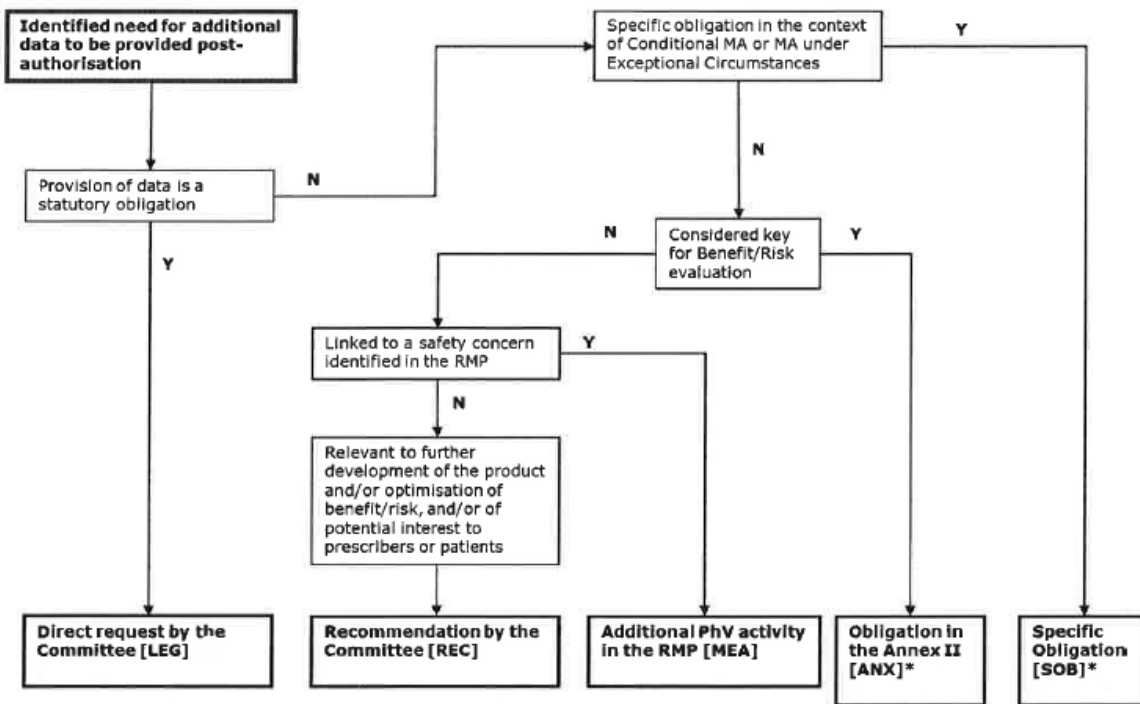 Identified need for additional
data to be provided post-
authorisation
Specific obligation in the context
of Conditional MA or MA under
Exceptional Circumstances
Y
N
N
Provision of data is a
statutory obligation
Y
N
Considered key
for Benefit/Risk
evaluation
Y
Linked to a safety concern
identified in the RMP
Y
N
Relevant to further
development of the product
and/or optimisation of
benefit/risk, and/or of
potential interest to
prescribers or patients
Direct request by the
Committee [LEG]
Recommendation by the
Committee [REC]
Additional PhV activity
in the RMP [MEA]
Obligation in
the Annex II
[ANX]*
Specific
Obligation
[SOB]*